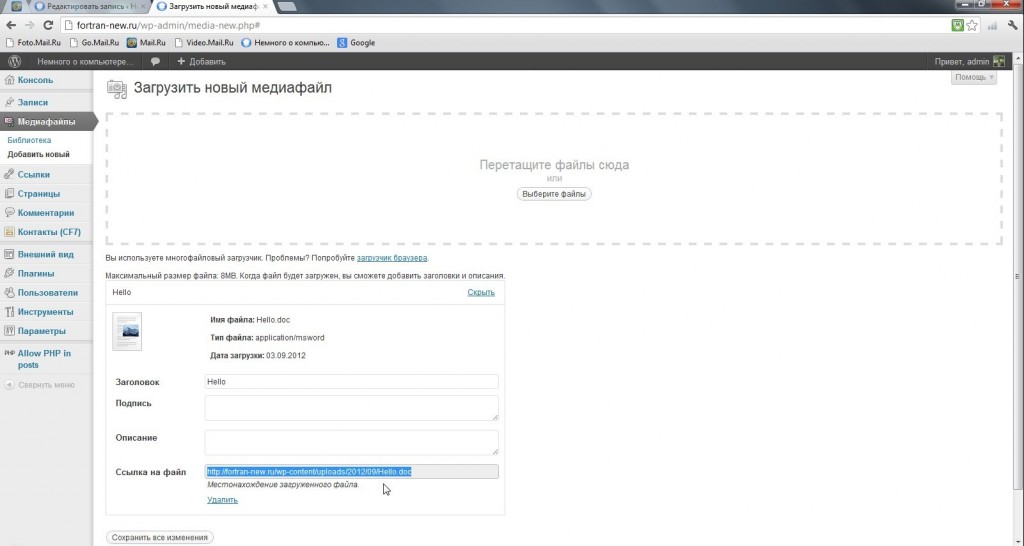 Редактировать запись ‹ Н
Загрузить новый медиаф
fortran-new.ru/wp-admin/media-new.php#
Foto.Mail.Ru
Go.Mail.Ru
Mail.Ru
Video.Mail.Ru
Немного о компью...
Google
Немного о компьютере...
Добавить
Привет, admin
Помощь
Консоль
Записи
Медиафайлы
Библиотека
Добавить новый
Ссылки
Страницы
Комментарии
Контакты (CF7)
Внешний вид
Плагины
Пользователи
Инструменты
Параметры
PHP Allow PHP in
posts
Свернуть меню
Загрузить новый медиафайл
Перетащите файлы сюда
или
Выберите файлы
Вы используете многофайловый загрузчик. Проблемы? Попробуйте загрузчик браузера.
Максимальный размер файла: 8MB. Когда файл будет загружен, вы сможете добавить заголовки и описания.
Hello
Скрыть
Имя файла: Hello.doc
Тип файла: application/msword
Дата загрузки: 03.09.2012
Заголовок
Hello
Подпись
Описание
Ссылка на файл
http://fortran-new.ru/wp-content/uploads/2012/09/Hello.doc
Местонахождение загруженного файла.
Удалить
Сохранить все изменения